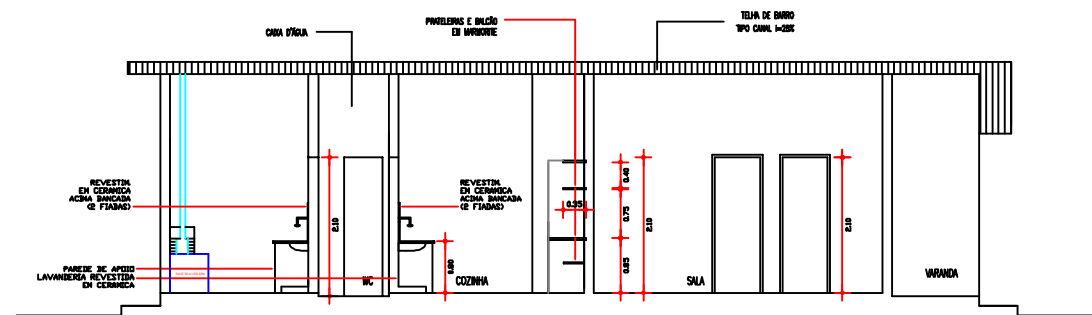 TELHA DE BARRO
TIPO CANAL I=25%
PRATELEIRAS E BALCÃO
EM MARMORITE
CAIXA D'ÁGUA
REVESTIM.
EM CERAMICA
ACIMA BANCADA
(2 FIADAS)
REVESTIM.
EM CERAMICA
ACIMA BANCADA
(2 FIADAS)
2.10
0.35
0.40
0.75
2.10
2.10
0.80
0.85
PAREDE DE APOIO
LAVANDERIA REVESTIDA
EM CERAMICA
WC
COZINHA
SALA
VARANDA